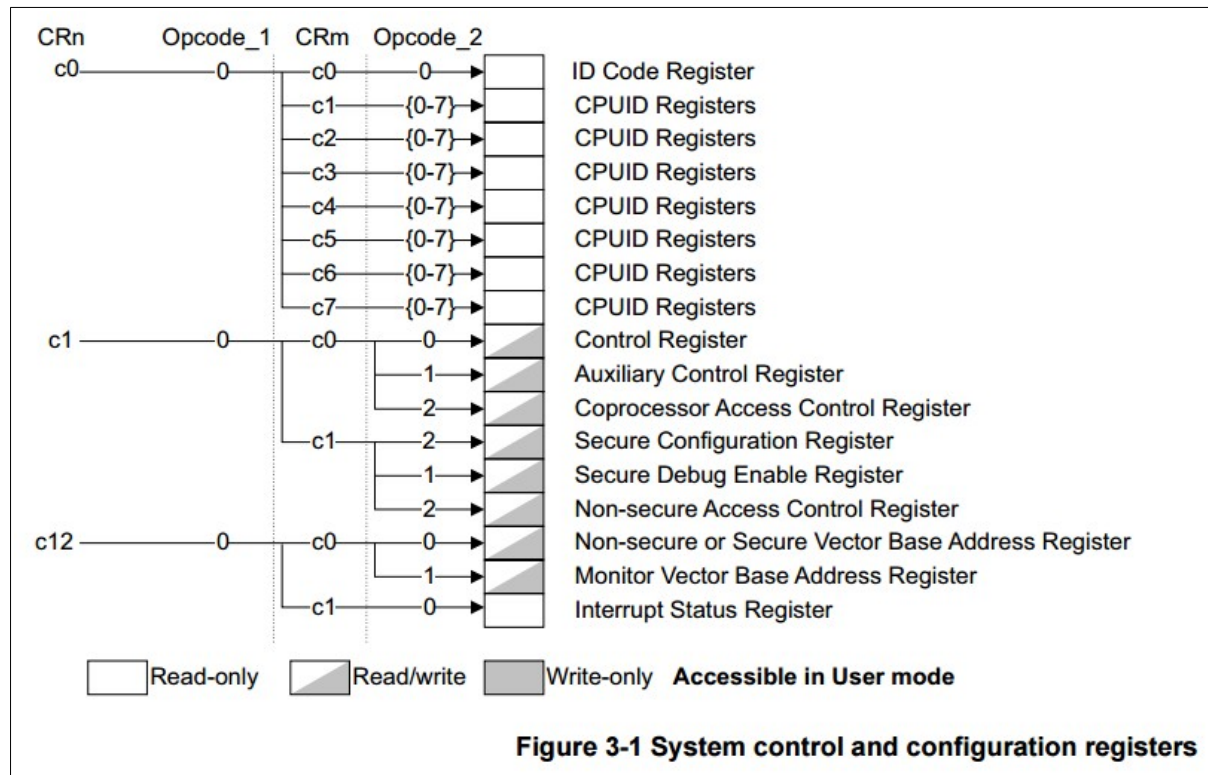 CRn Opcode_1 CRm Opcode_2
c0 0 c0 0 ID Code Register
c1 {0-7} CPUID Registers
c2 {0-7} CPUID Registers
c3 {0-7} CPUID Registers
c4 {0-7} CPUID Registers
c5 {0-7} CPUID Registers
c6 {0-7} CPUID Registers
c7 {0-7} CPUID Registers
c1 0 c0 0 Control Register
1 Auxiliary Control Register
2 Coprocessor Access Control Register
c1 2 Secure Configuration Register
1 Secure Debug Enable Register
2 Non-secure Access Control Register
c12 0 c0 0 Non-secure or Secure Vector Base Address Register
1 Monitor Vector Base Address Register
c1 0 Interrupt Status Register
Read-only Read/write Write-only Accessible in User mode
Figure 3-1 System control and configuration registers